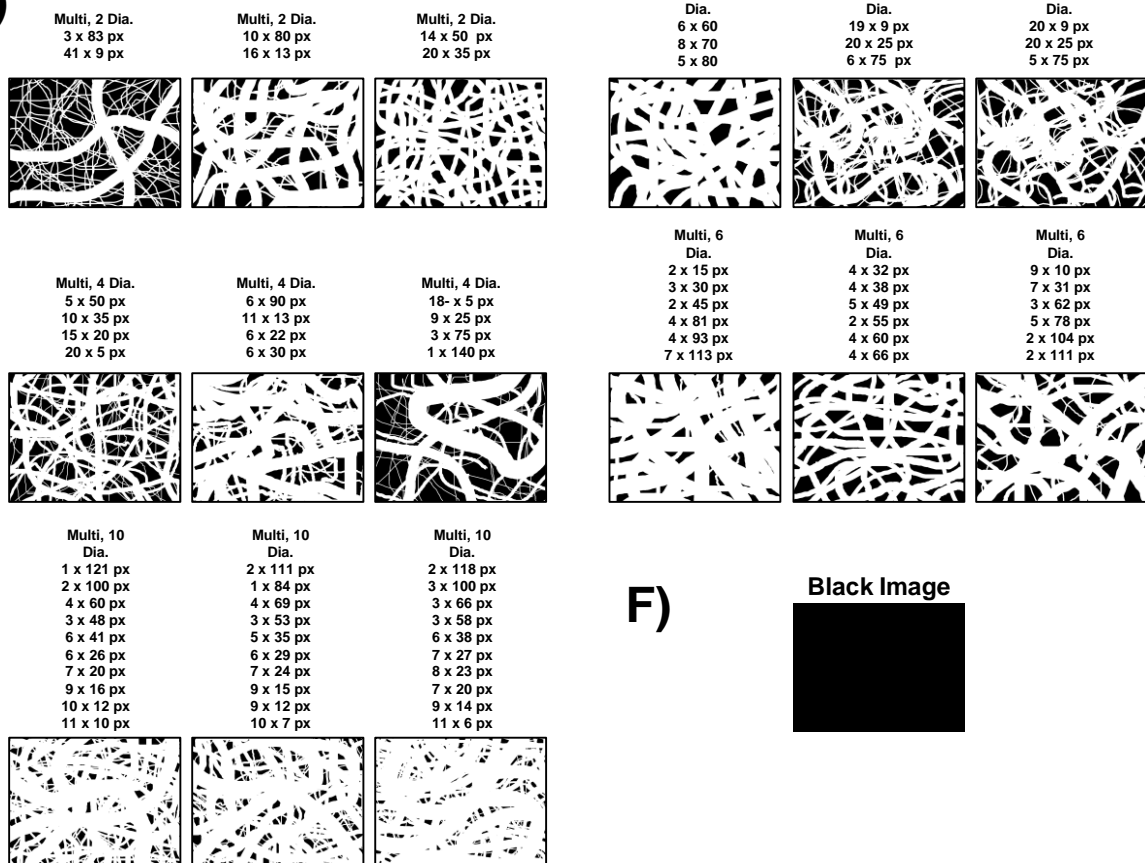 Multi, 2 Dia.
3 x 83 px
41 x 9 px
Multi, 2 Dia.
10 x 80 px
16 x 13 px
Multi, 2 Dia.
14 x 50 px
20 x 35 px
Dia.
6 x 60
8 x 70
5 x 80
19 x 9 px
20 x 25 px
6 x 75 px
20 x 9 px
20 x 25 px
5 x 75 px
Multi, 4 Dia.
5 x 50 px
10 x 35 px
15 x 20 px
20 x 5 px
Multi, 4 Dia.
6 x 90 px
11 x 13 px
6 x 22 px
6 x 30 px
Multi, 4 Dia.
18- x 5 px
9 x 25 px
3 x 75 px
1 x 140 px
Multi, 6
Dia.
2 x 15 px
3 x 30 px
2 x 45 px
4 x 81 px
4 x 93 px
7 x 113 px
Multi, 6
Dia.
4 x 32 px
4 x 38 px
5 x 49 px
2 x 55 px
4 x 60 px
4 x 66 px
Multi, 6
Dia.
9 x 10 px
7 x 31 px
3 x 62 px
5 x 78 px
2 x 104 px
2 x 111 px
Multi, 10
Dia.
1 x 121 px
2 x 100 px
4 x 60 px
3 x 48 px
6 x 41 px
6 x 26 px
7 x 20 px
9 x 16 px
10 x 12 px
11 x 10 px
Multi, 10
Dia.
2 x 111 px
1 x 84 px
4 x 69 px
3 x 53 px
5 x 35 px
6 x 29 px
7 x 24 px
9 x 15 px
9 x 12 px
10 x 7 px
Multi, 10
Dia.
2 x 118 px
3 x 100 px
3 x 66 px
3 x 58 px
6 x 38 px
7 x 27 px
8 x 23 px
7 x 20 px
9 x 14 px
11 x 6 px
F)
Black Image